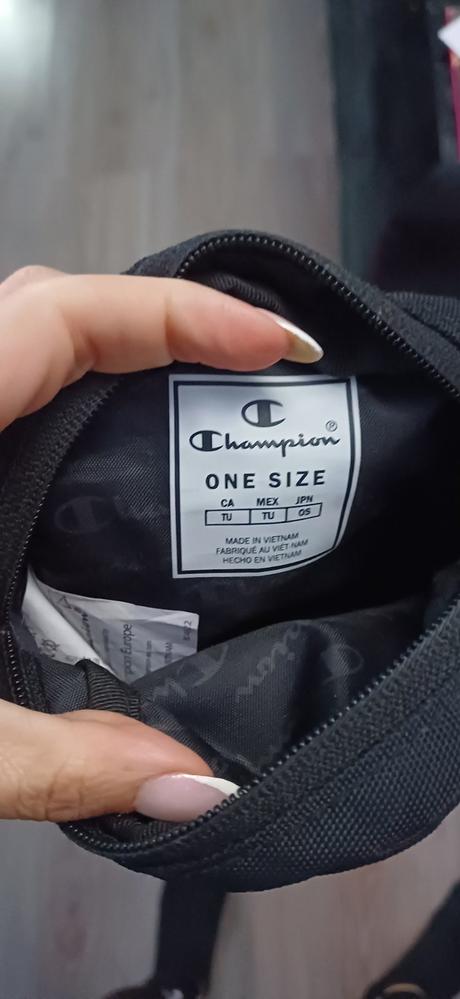 Champion®
ONE SIZE
CA MEX JPN
TU TU OS
MADE IN VIETNAM
FABRIQUÉ AU VIÊT-NAM
HECHO EN VIETNAM
Europe